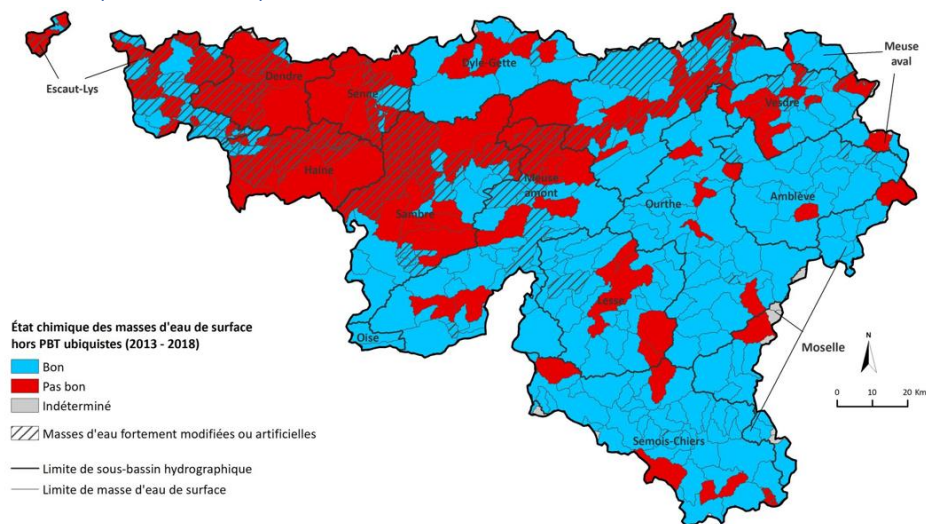 Escaut-Lys
Dendre
Senne
Dyle-Gette
Meuse
aval
Vesdre
Haine
Meuse
amont
Sambre
Ourthe
Amblève
Lesse
Oise
Moselle
Semois-Chiers
État chimique des masses d'eau de surface
hors PBT ubiquistes (2013 - 2018)
Bon
Pas bon
Indéterminé
Masses d'eau fortement modifiées ou artificielles
Limite de sous-bassin hydrographique
Limite de masse d'eau de surface
N
0 10 20 Km